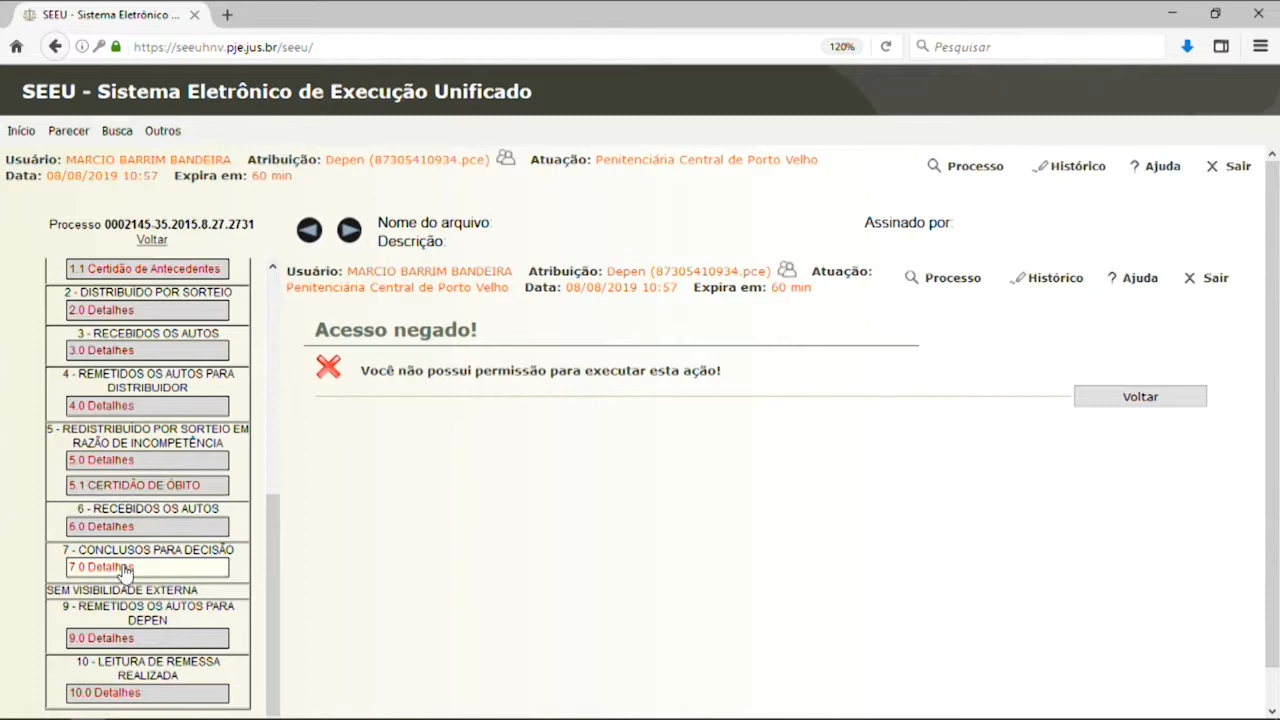 SEEU - Sistema Eletrônico ...
https://seeuhnv.pje.jus.br/seeu/
120%
Pesquisar
SEEU - Sistema Eletrônico de Execução Unificado
Início Parecer Busca Outros
Usuário: MARCIO BARRIM BANDEIRA Atribuição: Depen (87305410934.pce) Atuação: Penitenciária Central de Porto Velho
Data: 08/08/2019 10:57 Expira em: 60 min
Processo Histórico ? Ajuda X Sair
Processo 0002145-35.2015.8.27.2731
Voltar
1.1 Certidão de Antecedentes
2 - DISTRIBUÍDO POR SORTEIO
2.0 Detalhes
3 - RECEBIDOS OS AUTOS
3.0 Detalhes
4 - REMETIDOS OS AUTOS PARA
DISTRIBUIDOR
4.0 Detalhes
5 - REDISTRIBUÍDO POR SORTEIO EM
RAZÃO DE INCOMPETÊNCIA
5.0 Detalhes
5.1 CERTIDÃO DE ÓBITO
6 - RECEBIDOS OS AUTOS
6.0 Detalhes
7 - CONCLUSOS PARA DECISÃO
7.0 Detalhes
SEM VISIBILIDADE EXTERNA
9 - REMETIDOS OS AUTOS PARA
DEPEN
9.0 Detalhes
10 - LEITURA DE REMESSA
REALIZADA
10.0 Detalhes
Nome do arquivo:
Descrição:
Assinado por:
Usuário: MARCIO BARRIM BANDEIRA Atribuição: Depen (87305410934.pce) Atuação:
Penitenciária Central de Porto Velho Data: 08/08/2019 10:57 Expira em: 60 min
Processo Histórico ? Ajuda X Sair
Acesso negado!
Você não possui permissão para executar esta ação!
Voltar